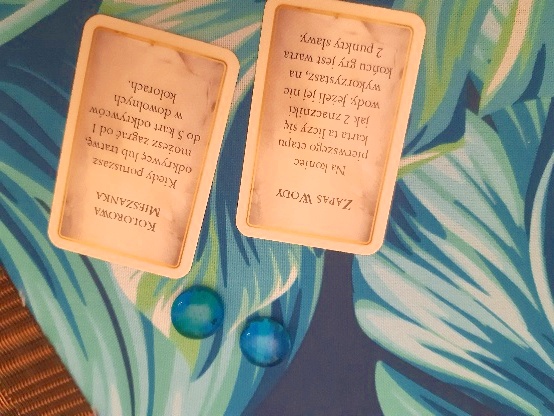 KOLOROWA
MIESZANKA
Kiedy poruszasz
odkrywcę lub tratwę,
możesz zagrać od 1
do 5 kart odkrywców
w dowolnych
kolorach.
ZAPAS WODY
Na koniec
pierwszego etapu
karta ta liczy się
jak 2 znaczniki
wody. Jeżeli jej nie
wykorzystasz, na
końcu gry jest warta
2 punkty sławy.